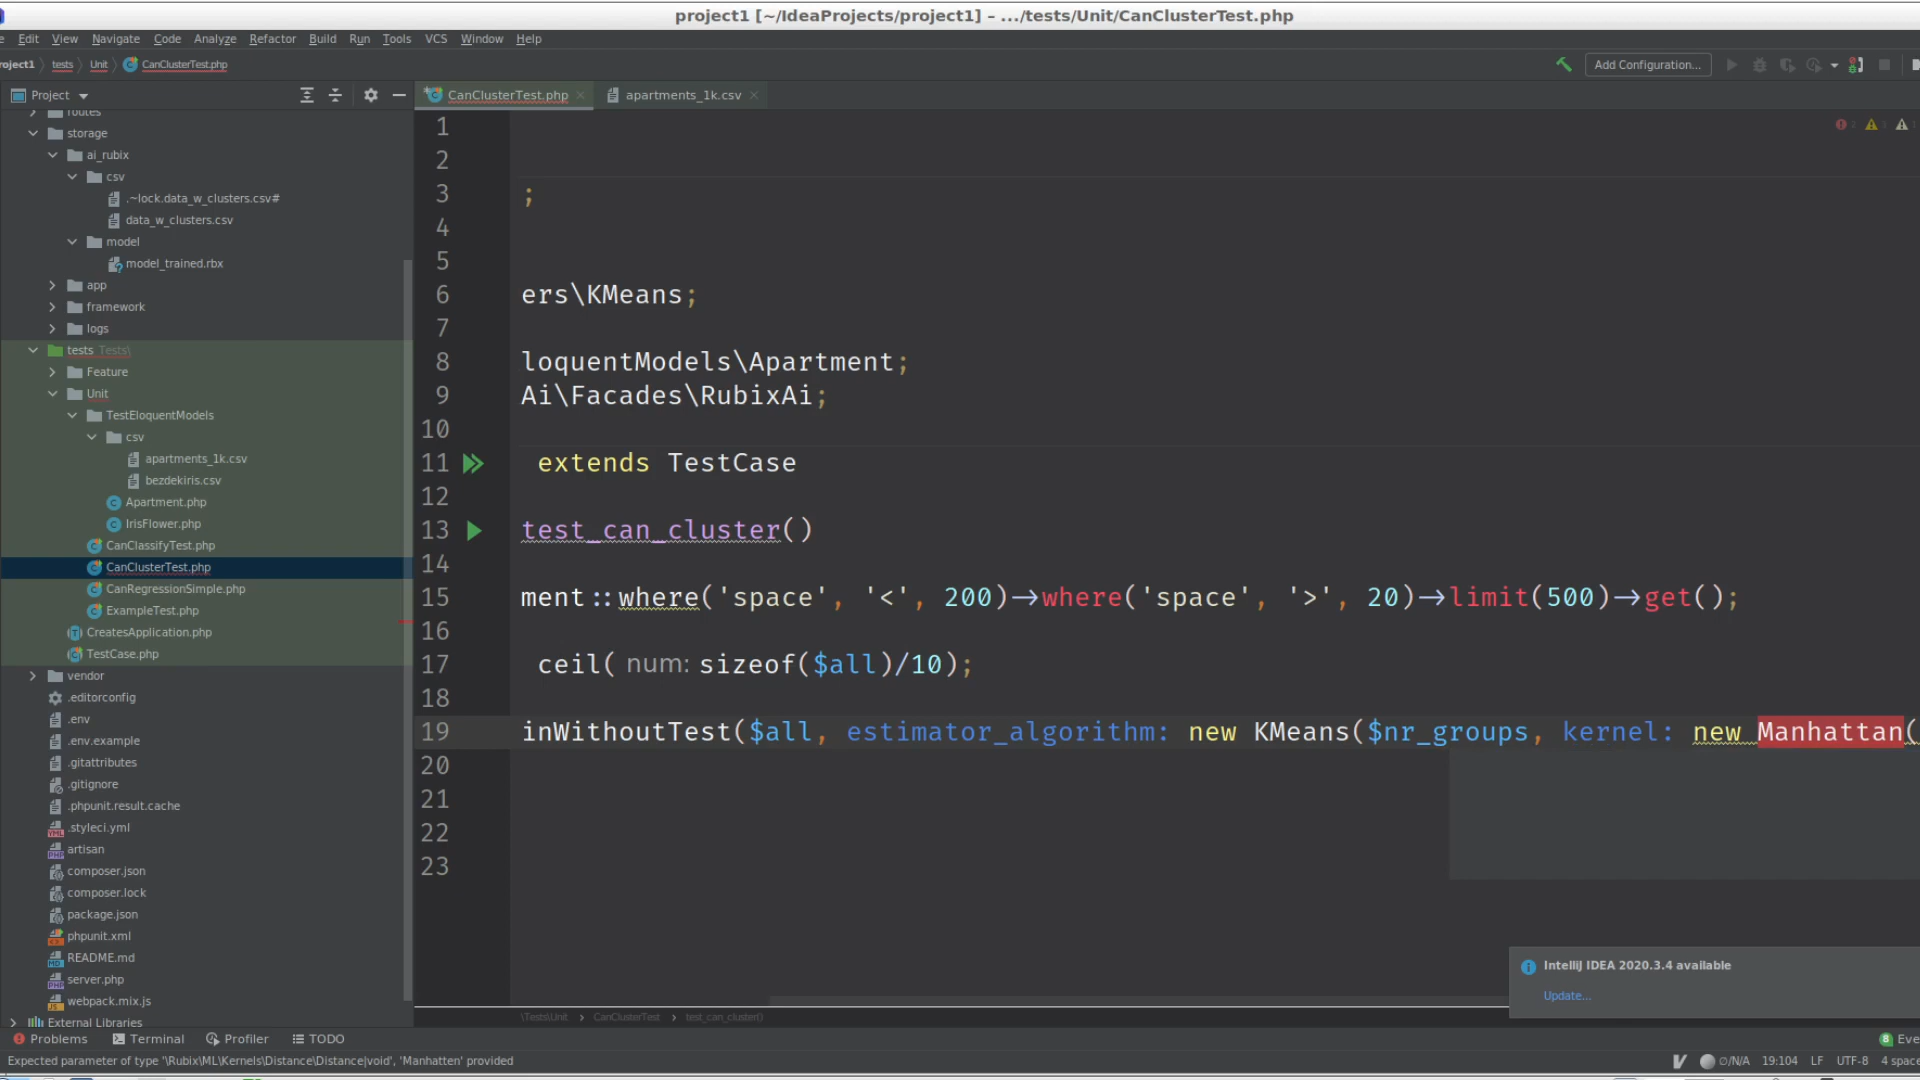 project1 [~/IdeaProjects/project1] – .../tests/Unit/CanClusterTest.php
Edit View Navigate Code Analyze Refactor Build Run Tools VCS Window Help
roject1 tests Unit CanClusterTest.php
Add Configuration...
Project
CanClusterTest.php
apartments_1k.csv
routes
storage
ai_rubix
csv
.~lock.data_w_clusters.csv#
data_w_clusters.csv
model
model_trained.rbx
app
framework
logs
tests Tests\
Feature
Unit
TestEloquentModels
csv
apartments_1k.csv
bezdekiris.csv
Apartment.php
IrisFlower.php
CanClassifyTest.php
CanClusterTest.php
CanRegressionSimple.php
ExampleTest.php
CreatesApplication.php
TestCase.php
vendor
.editorconfig
.env
.env.example
.gitattributes
.gitignore
.phpunit.result.cache
.styleci.yml
artisan
composer.json
composer.lock
package.json
phpunit.xml
README.md
server.php
webpack.mix.js
External Libraries
1
2
3 ;
4
5
6 ers\KMeans;
7
8 loquentModels\Apartment;
9 Ai\Facades\RubixAi;
10
11 extends TestCase
12
13 test_can_cluster()
14
15 ment::where('space', '<', 200)->where('space', '>', 20)->limit(500)->get();
16
17 ceil( num: sizeof($all)/10);
18
19 inWithoutTest($all, estimator_algorithm: new KMeans($nr_groups, kernel: new Manhattan(
20
21
22
23
IntelliJ IDEA 2020.3.4 available
Update...
\Tests\Unit › CanClusterTest › test_can_cluster()
Problems Terminal Profiler TODO
8 Eve
Expected parameter of type '\Rubix\ML\Kernels\Distance\Distance|void', 'Manhatten' provided
∅/N/A 19:104 LF UTF-8 4 space